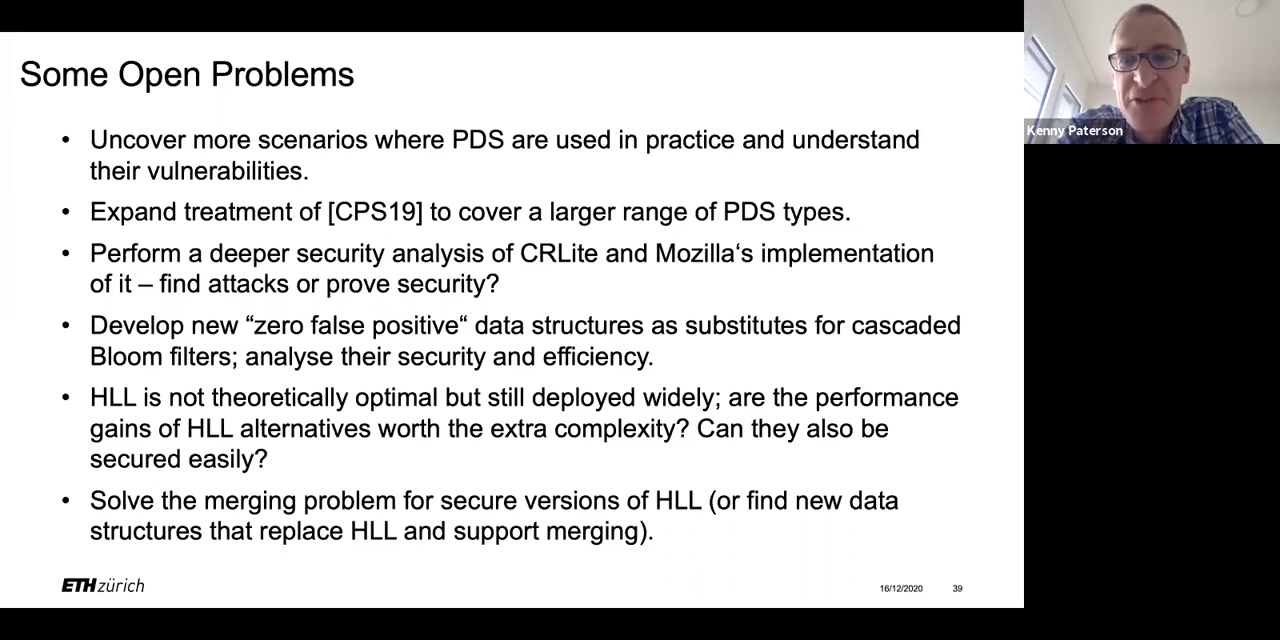 Some Open Problems
• Uncover more scenarios where PDS are used in practice and understand
their vulnerabilities.
• Expand treatment of [CPS19] to cover a larger range of PDS types.
• Perform a deeper security analysis of CRLite and Mozilla‘s implementation
of it – find attacks or prove security?
• Develop new “zero false positive“ data structures as substitutes for cascaded
Bloom filters; analyse their security and efficiency.
• HLL is not theoretically optimal but still deployed widely; are the performance
gains of HLL alternatives worth the extra complexity? Can they also be
secured easily?
• Solve the merging problem for secure versions of HLL (or find new data
structures that replace HLL and support merging).
ETH zürich
16/12/2020
39
Kenny Paterson